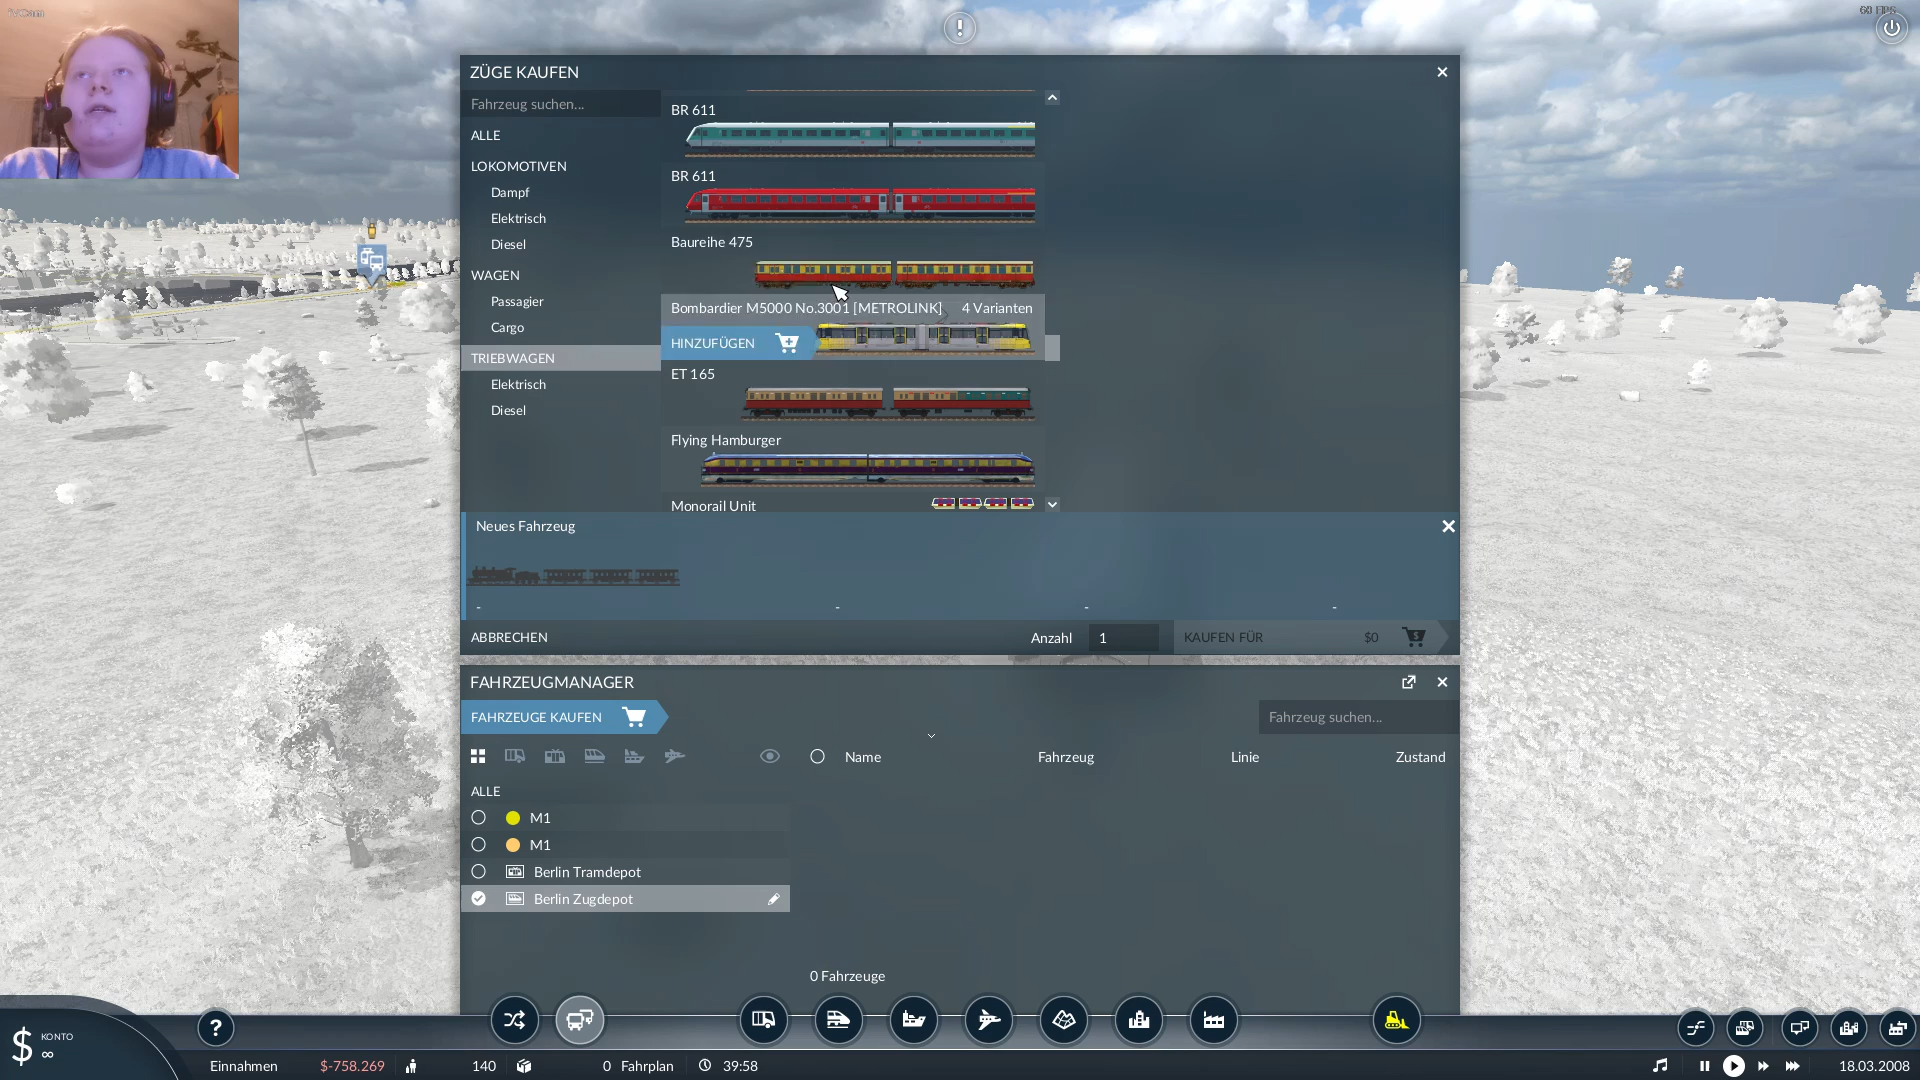 iVCam
60 FPS
ZÜGE KAUFEN
Fahrzeug suchen...
ALLE
LOKOMOTIVEN
Dampf
Elektrisch
Diesel
WAGEN
Passagier
Cargo
TRIEBWAGEN
Elektrisch
Diesel
BR 611
BR 611
Baureihe 475
Bombardier M5000 No.3001 [METROLINK] 4 Varianten
HINZUFÜGEN
ET 165
Flying Hamburger
Monorail Unit
Neues Fahrzeug
- - - -
ABBRECHEN
Anzahl 1
KAUFEN FÜR $0
FAHRZEUGMANAGER
FAHRZEUGE KAUFEN
Fahrzeug suchen...
Name Fahrzeug Linie Zustand
ALLE
M1
M1
Berlin Tramdepot
Berlin Zugdepot
0 Fahrzeuge
KONTO
∞
Einnahmen $-758.269 140 0 Fahrplan 39:58 18.03.2008